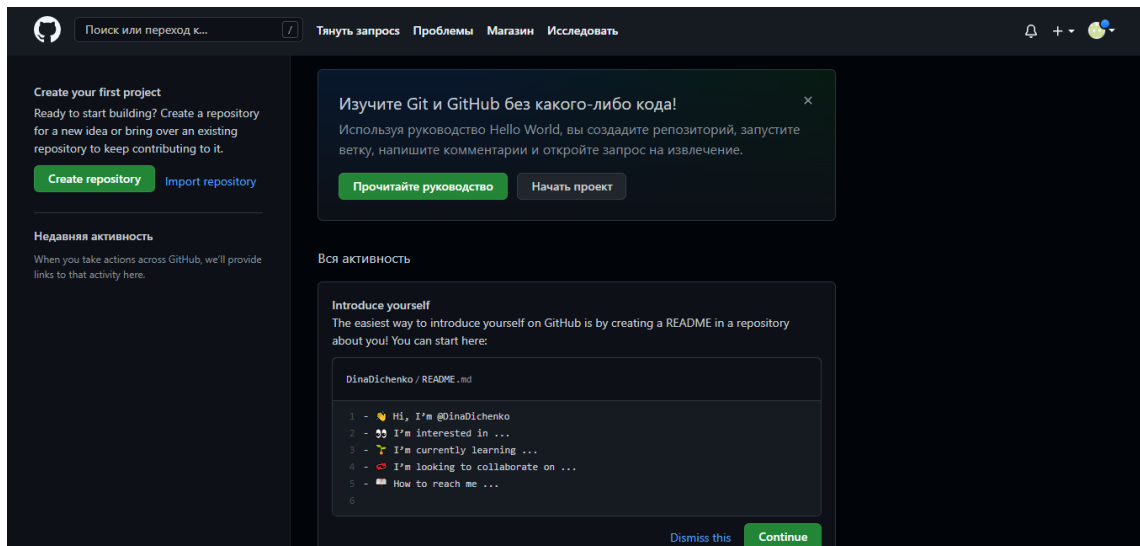 Поиск или переход к... /
Тянуть запрос Проблемы Магазин Исследовать
Create your first project
Ready to start building? Create a repository
for a new idea or bring over an existing
repository to keep contributing to it.
Create repository Import repository
Недавняя активность
When you take actions across GitHub, we'll provide
links to that activity here.
Изучите Git и GitHub без какого-либо кода!
Используя руководство Hello World, вы создадите репозиторий, запустите
ветку, напишите комментарии и откройте запрос на извлечение.
Прочитайте руководство Начать проект
Вся активность
Introduce yourself
The easiest way to introduce yourself on GitHub is by creating a README in a repository
about you! You can start here:
DinaDichenko / README.md
1 - 👋 Hi, I'm @DinaDichenko
2 - 👀 I'm interested in ...
3 - 🌱 I'm currently learning ...
4 - 💞️ I'm looking to collaborate on ...
5 - 📫 How to reach me ...
6
Dismiss this Continue